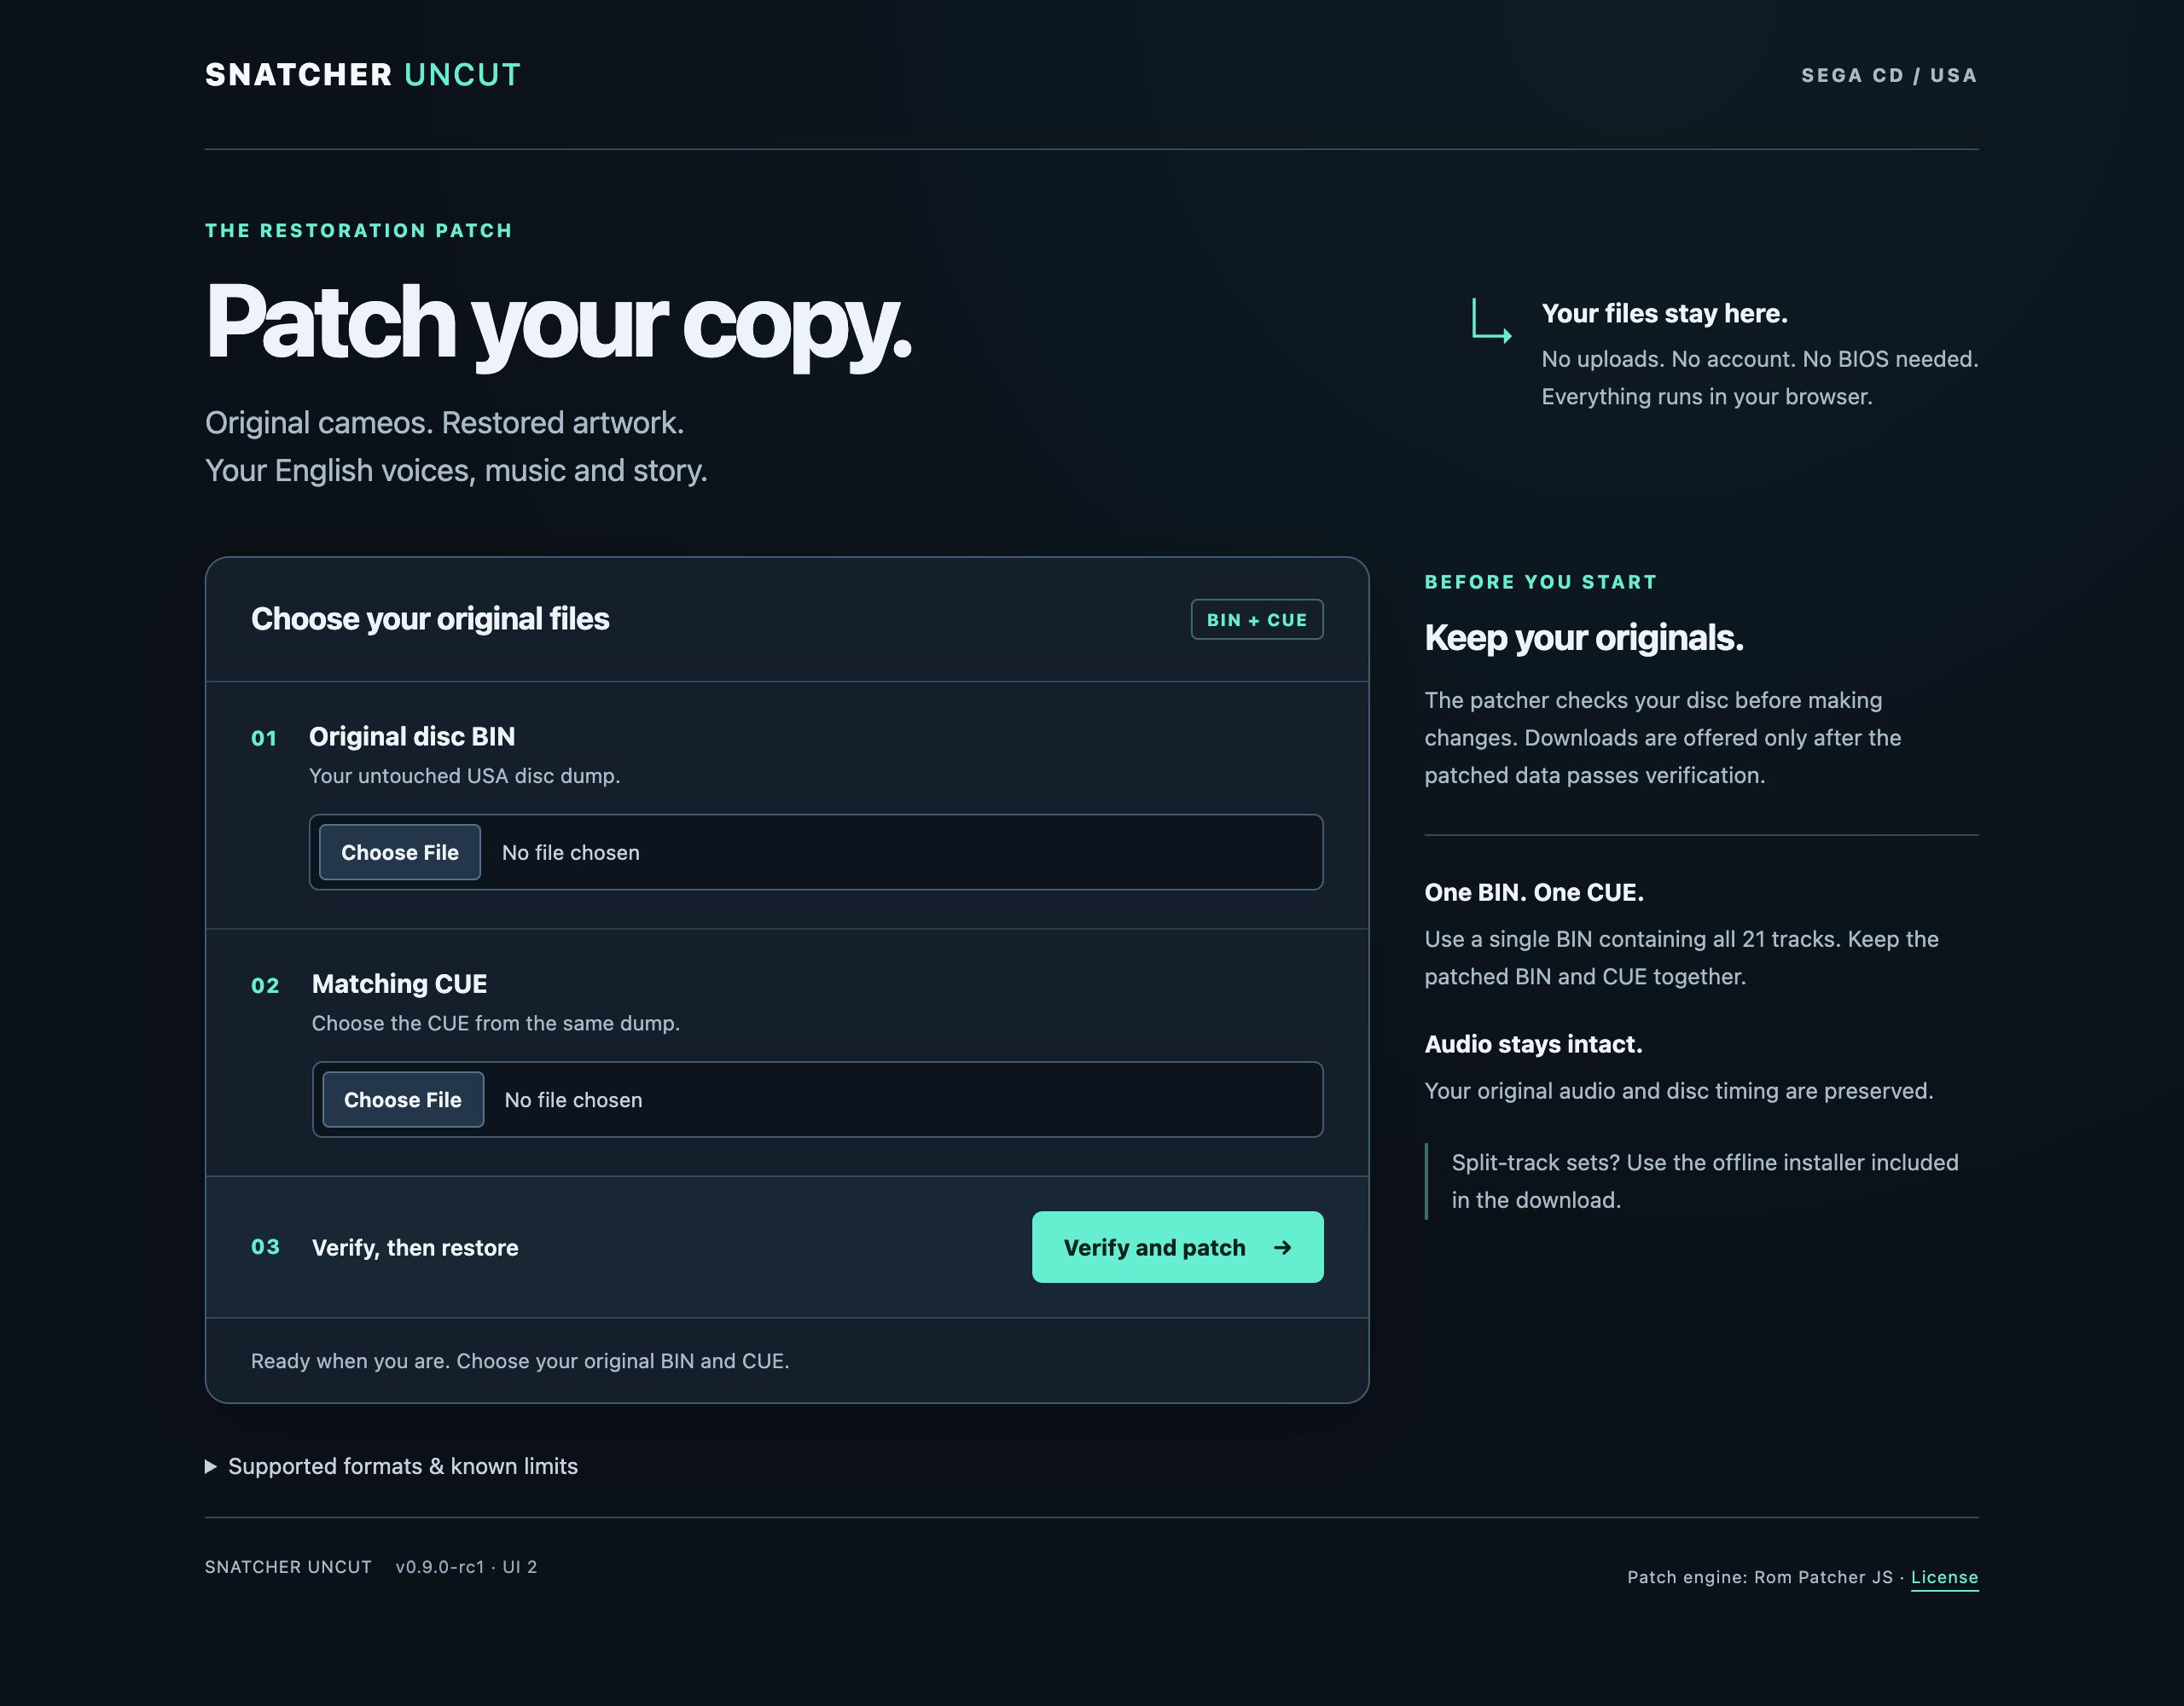 SNATCHER UNCUT
SEGA CD / USA
THE RESTORATION PATCH
Patch your copy.
Original cameos. Restored artwork.
Your English voices, music and story.
Your files stay here.
No uploads. No account. No BIOS needed.
Everything runs in your browser.
Choose your original files
BIN + CUE
01 Original disc BIN
Your untouched USA disc dump.
Choose File No file chosen
02 Matching CUE
Choose the CUE from the same dump.
Choose File No file chosen
03 Verify, then restore
Verify and patch →
Ready when you are. Choose your original BIN and CUE.
BEFORE YOU START
Keep your originals.
The patcher checks your disc before making
changes. Downloads are offered only after the
patched data passes verification.
One BIN. One CUE.
Use a single BIN containing all 21 tracks. Keep the
patched BIN and CUE together.
Audio stays intact.
Your original audio and disc timing are preserved.
Split-track sets? Use the offline installer included
in the download.
▶ Supported formats & known limits
SNATCHER UNCUT v0.9.0-rc1 · UI 2
Patch engine: Rom Patcher JS · License